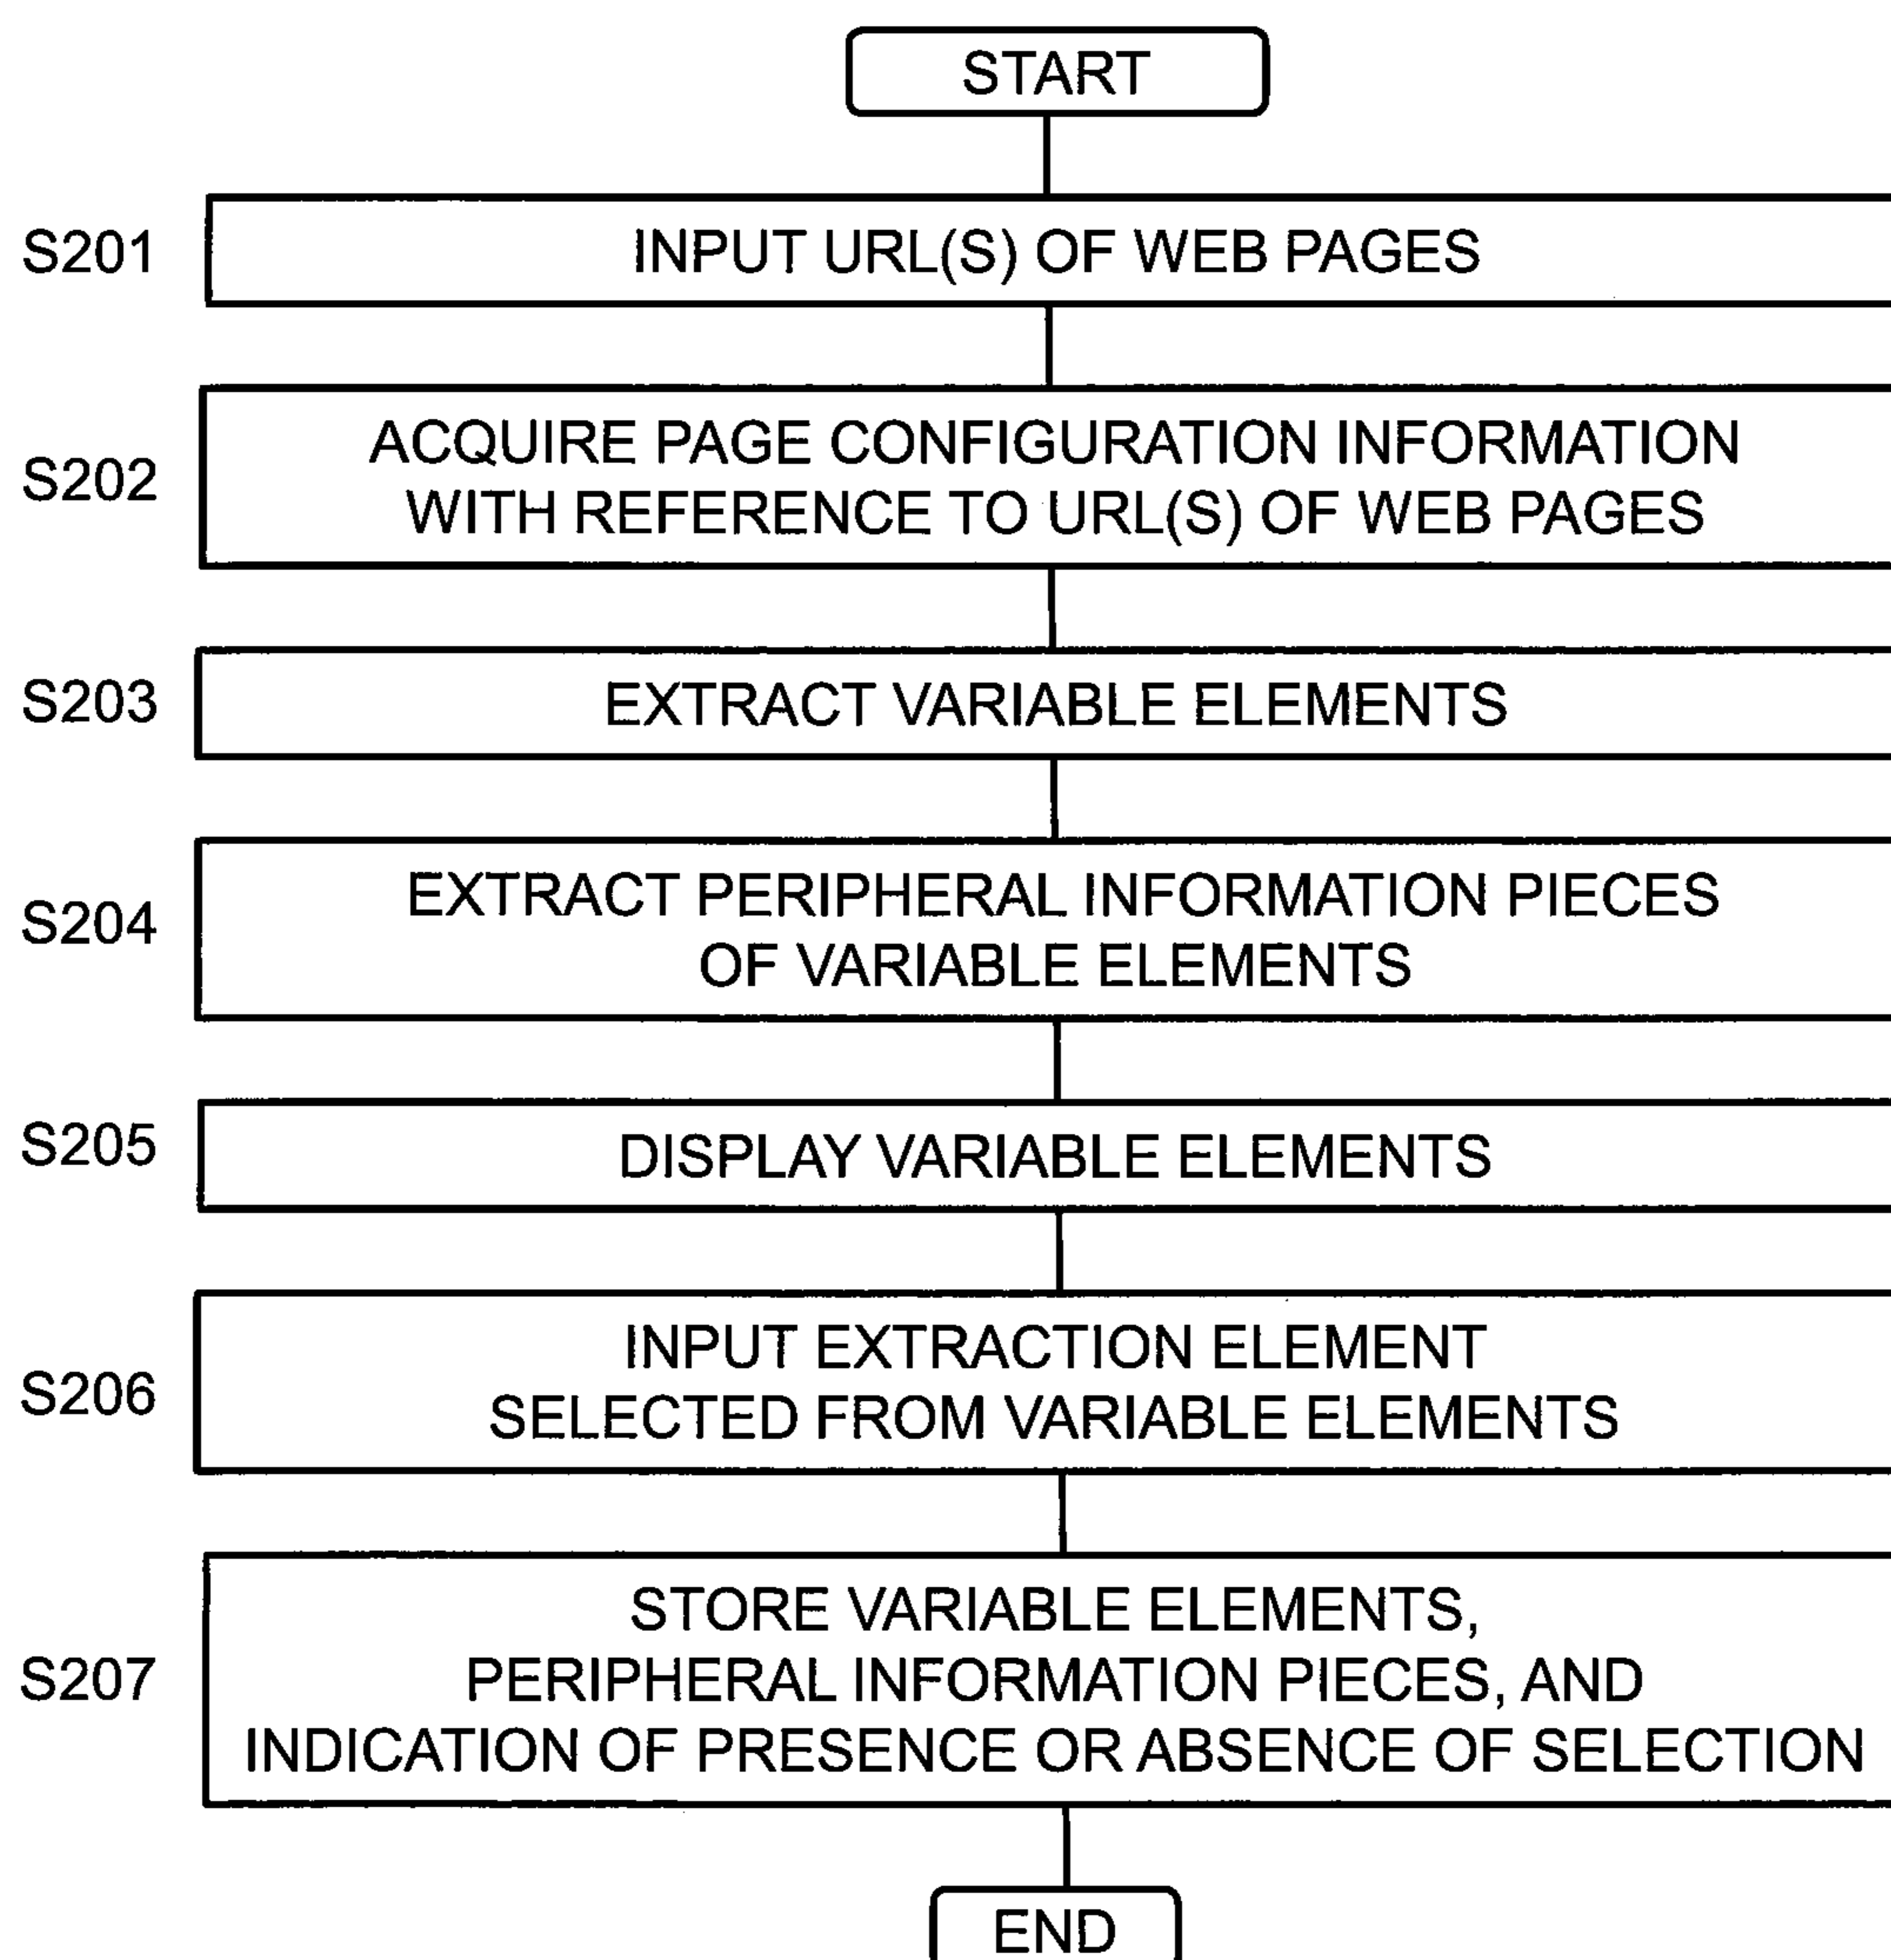 START
S201
INPUT URL(S) OF WEB PAGES
S202
ACQUIRE PAGE CONFIGURATION INFORMATION
WITH REFERENCE TO URL(S) OF WEB PAGES
S203
EXTRACT VARIABLE ELEMENTS
S204
EXTRACT PERIPHERAL INFORMATION PIECES
OF VARIABLE ELEMENTS
S205
DISPLAY VARIABLE ELEMENTS
S206
INPUT EXTRACTION ELEMENT
SELECTED FROM VARIABLE ELEMENTS
S207
STORE VARIABLE ELEMENTS,
PERIPHERAL INFORMATION PIECES, AND
INDICATION OF PRESENCE OR ABSENCE OF SELECTION
END